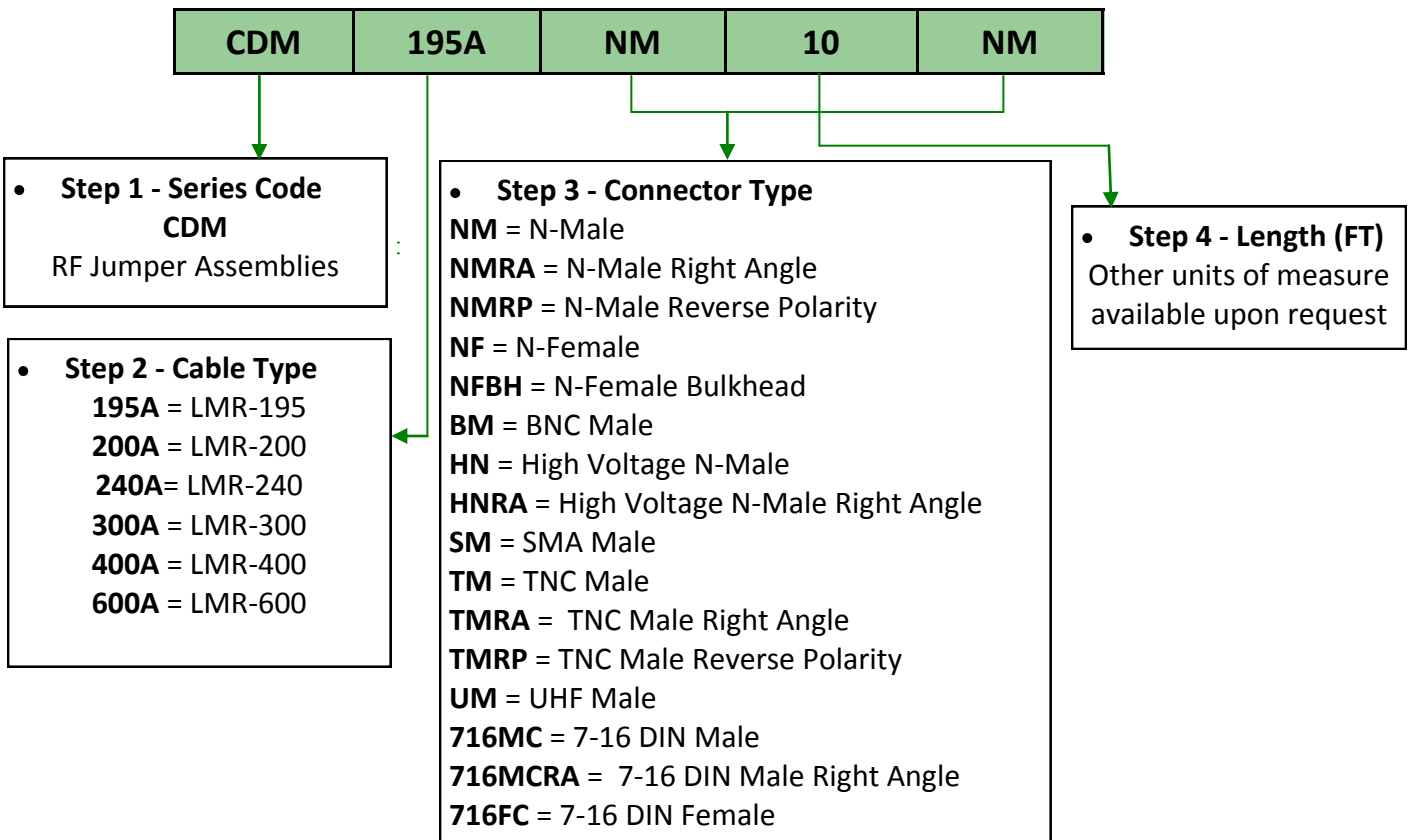 CDM 195A NM 10 NM
• Step 1 - Series Code
CDM
RF Jumper Assemblies
• Step 2 - Cable Type
195A = LMR-195
200A = LMR-200
240A= LMR-240
300A = LMR-300
400A = LMR-400
600A = LMR-600
• Step 3 - Connector Type
NM = N-Male
NMRA = N-Male Right Angle
NMRP = N-Male Reverse Polarity
NF = N-Female
NFBH = N-Female Bulkhead
BM = BNC Male
HN = High Voltage N-Male
HNRA = High Voltage N-Male Right Angle
SM = SMA Male
TM = TNC Male
TMRA = TNC Male Right Angle
TMRP = TNC Male Reverse Polarity
UM = UHF Male
716MC = 7-16 DIN Male
716MCRA = 7-16 DIN Male Right Angle
716FC = 7-16 DIN Female
• Step 4 - Length (FT)
Other units of measure
available upon request